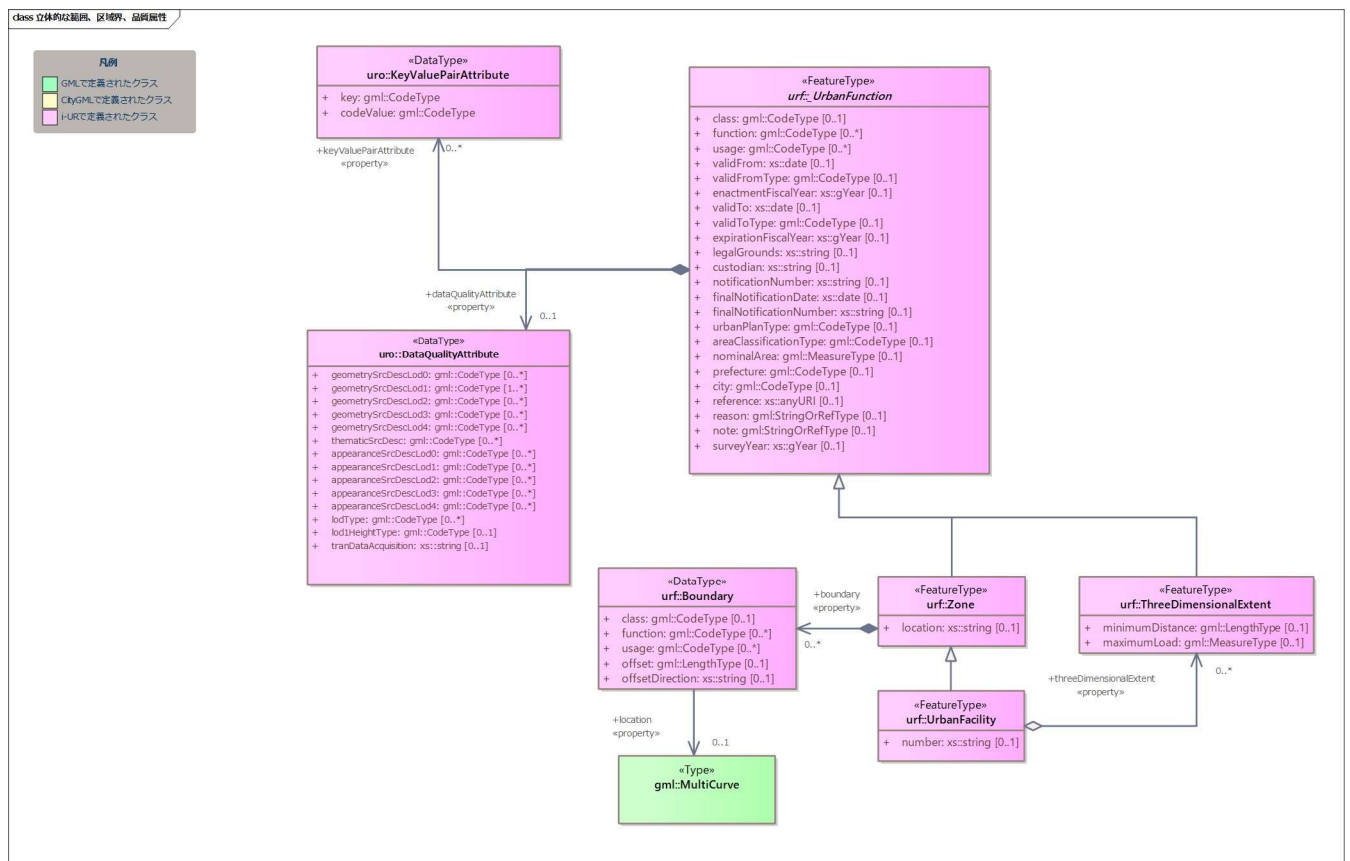 class 立体的な範囲、区域界、品質属性
凡例
GMLで定義されたクラス
CityGMLで定義されたクラス
i-URで定義されたクラス
«DataType»
uro::KeyValuePairAttribute
+ key: gml::CodeType
+ codeValue: gml::CodeType
+keyValuePairAttribute
«property»
0..*
«FeatureType»
urf::_UrbanFunction
+ class: gml::CodeType [0..1]
+ function: gml::CodeType [0..*]
+ usage: gml::CodeType [0..*]
+ validFrom: xs::date [0..1]
+ validFromType: gml::CodeType [0..1]
+ enactmentFiscalYear: xs::gYear [0..1]
+ validTo: xs::date [0..1]
+ validToType: gml::CodeType [0..1]
+ expirationFiscalYear: xs::gYear [0..1]
+ legalGrounds: xs::string [0..1]
+ custodian: xs::string [0..1]
+ notificationNumber: xs::string [0..1]
+ finalNotificationDate: xs::date [0..1]
+ finalNotificationNumber: xs::string [0..1]
+ urbanPlanType: gml::CodeType [0..1]
+ areaClassificationType: gml::CodeType [0..1]
+ nominalArea: gml::MeasureType [0..1]
+ prefecture: gml::CodeType [0..1]
+ city: gml::CodeType [0..1]
+ reference: xs::anyURI [0..1]
+ reason: gml:StringOrRefType [0..1]
+ note: gml:StringOrRefType [0..1]
+ surveyYear: xs::gYear [0..1]
+dataQualityAttribute
«property»
0..1
«DataType»
uro::DataQualityAttribute
+ geometrySrcDescLod0: gml::CodeType [0..*]
+ geometrySrcDescLod1: gml::CodeType [1..*]
+ geometrySrcDescLod2: gml::CodeType [0..*]
+ geometrySrcDescLod3: gml::CodeType [0..*]
+ geometrySrcDescLod4: gml::CodeType [0..*]
+ thematicSrcDesc: gml::CodeType [0..*]
+ appearanceSrcDescLod0: gml::CodeType [0..*]
+ appearanceSrcDescLod1: gml::CodeType [0..*]
+ appearanceSrcDescLod2: gml::CodeType [0..*]
+ appearanceSrcDescLod3: gml::CodeType [0..*]
+ appearanceSrcDescLod4: gml::CodeType [0..*]
+ lodType: gml::CodeType [0..*]
+ lod1HeightType: gml::CodeType [0..1]
+ tranDataAcquisition: xs::string [0..1]
«DataType»
urf::Boundary
+ class: gml::CodeType [0..1]
+ function: gml::CodeType [0..*]
+ usage: gml::CodeType [0..*]
+ offset: gml::LengthType [0..1]
+ offsetDirection: xs::string [0..1]
+boundary
«property»
0..*
«FeatureType»
urf::Zone
+ location: xs::string [0..1]
«FeatureType»
urf::ThreeDimensionalExtent
+ minimumDistance: gml::LengthType [0..1]
+ maximumLoad: gml::MeasureType [0..1]
+threeDimensionalExtent
«property»
0..*
«FeatureType»
urf::UrbanFacility
+ number: xs::string [0..1]
+location
«property»
0..1
«Type»
gml::MultiCurve